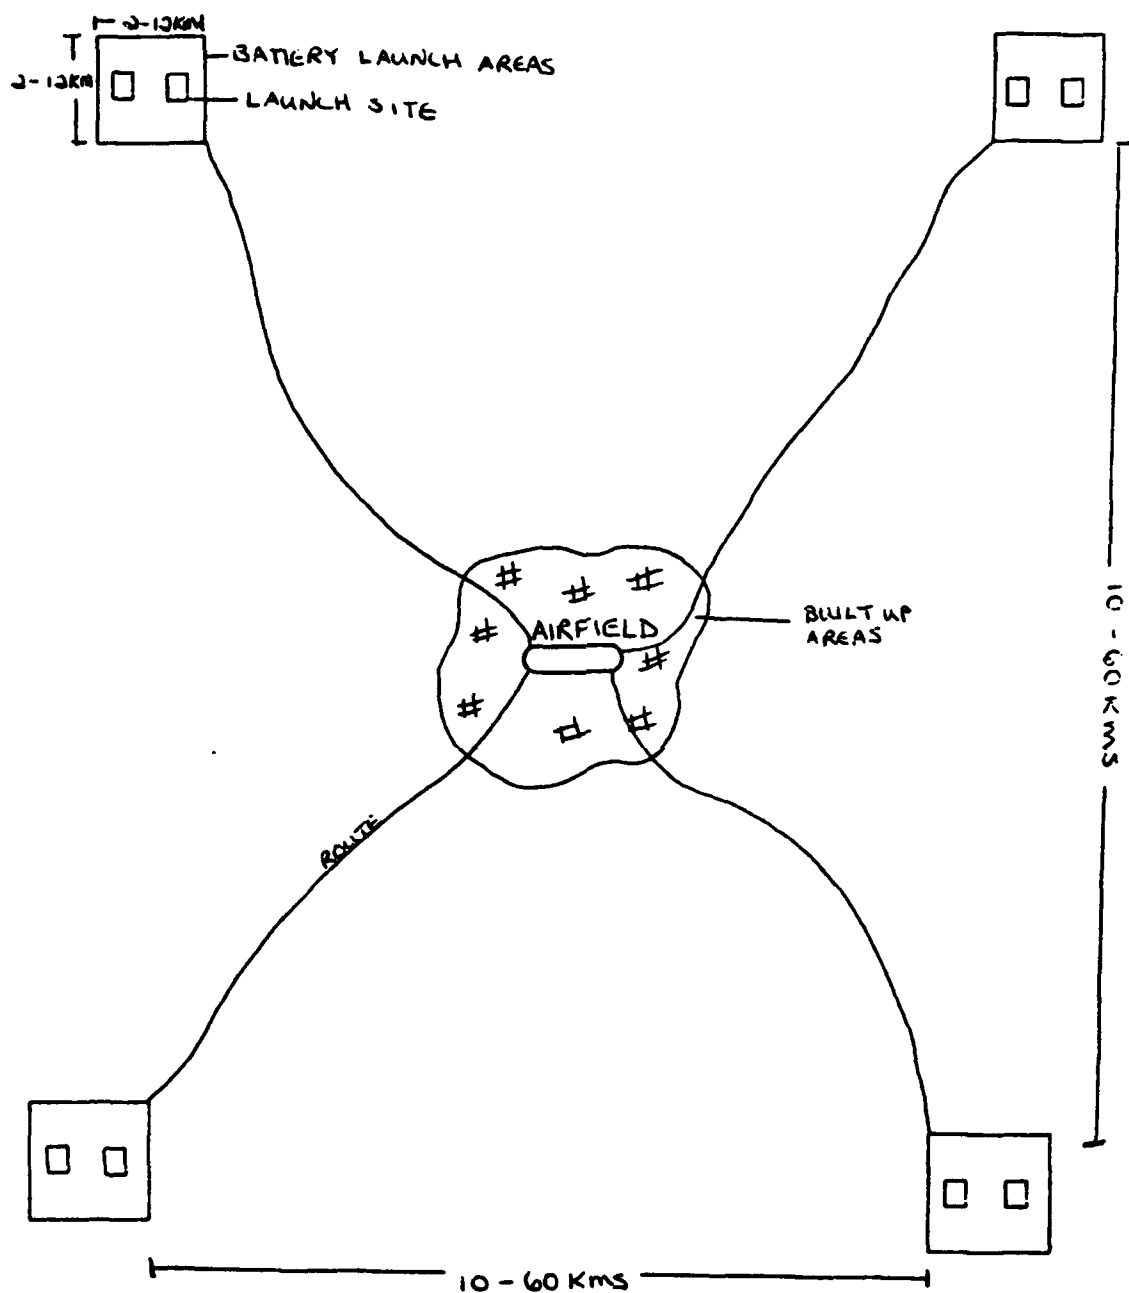 2-12KM
BATTERY LAUNCH AREAS
2-12KM
LAUNCH SITE
AIRFIELD
BUILT UP
AREAS
10-60 KMS
ROUTE
10-60 Kms